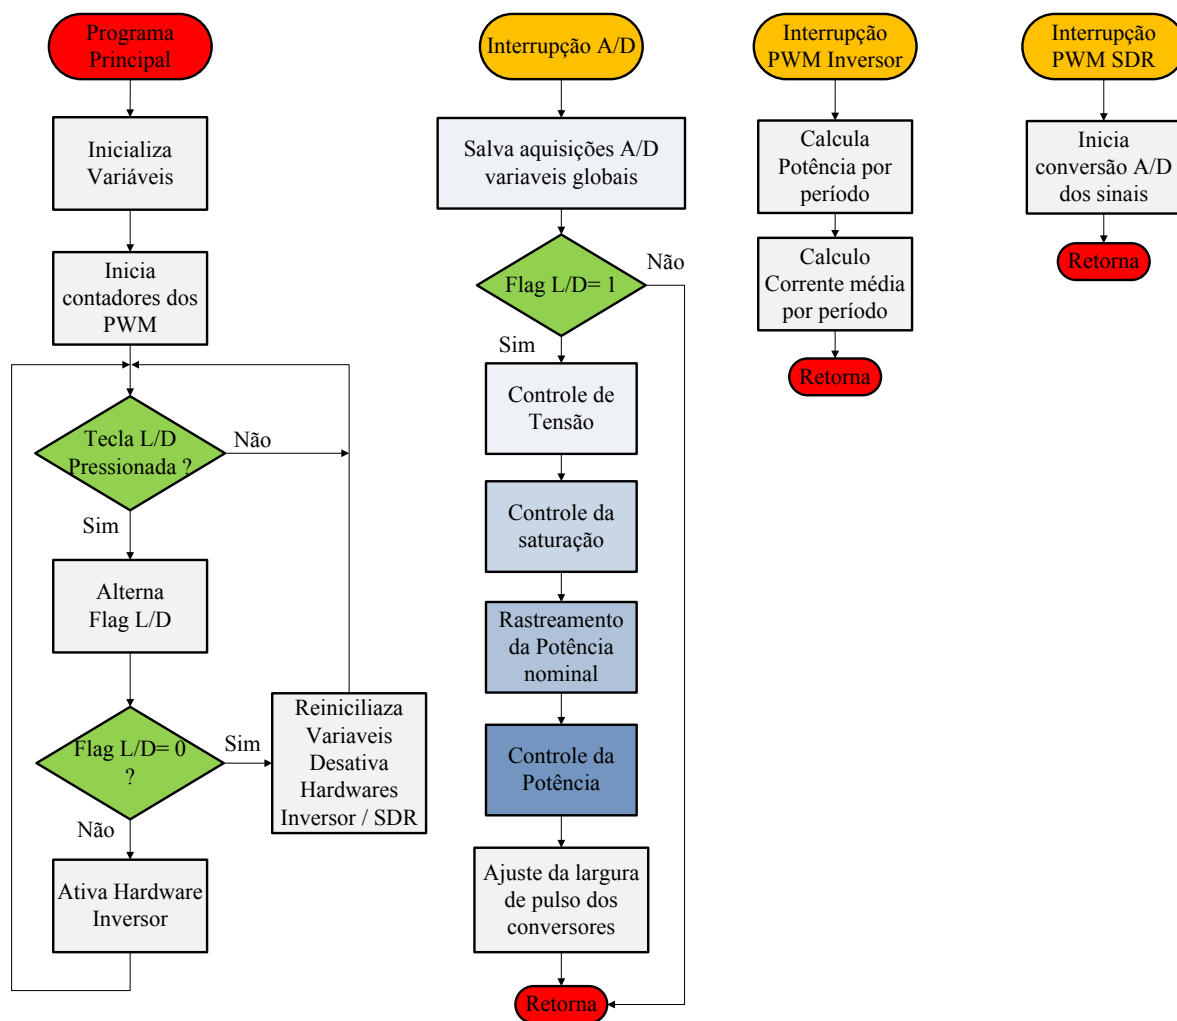 Programa
Principal
Inicializa
Variáveis
Inicia
contadores dos
PWM
Tecla L/D
Pressionada ?
Não
Sim
Alterna
Flag L/D
Flag L/D= 0
?
Sim
Não
Reiniciliaza
Variaveis
Desativa
Hardwares
Inversor / SDR
Ativa Hardware
Inversor
Interrupção A/D
Salva aquisições A/D
variaveis globais
Flag L/D= 1
Não
Sim
Controle de
Tensão
Controle da
saturação
Rastreamento
da Potência
nominal
Controle da
Potência
Ajuste da largura
de pulso dos
conversores
Retorna
Interrupção
PWM Inversor
Calcula
Potência por
período
Calculo
Corrente média
por período
Retorna
Interrupção
PWM SDR
Inicia
conversão A/D
dos sinais
Retorna